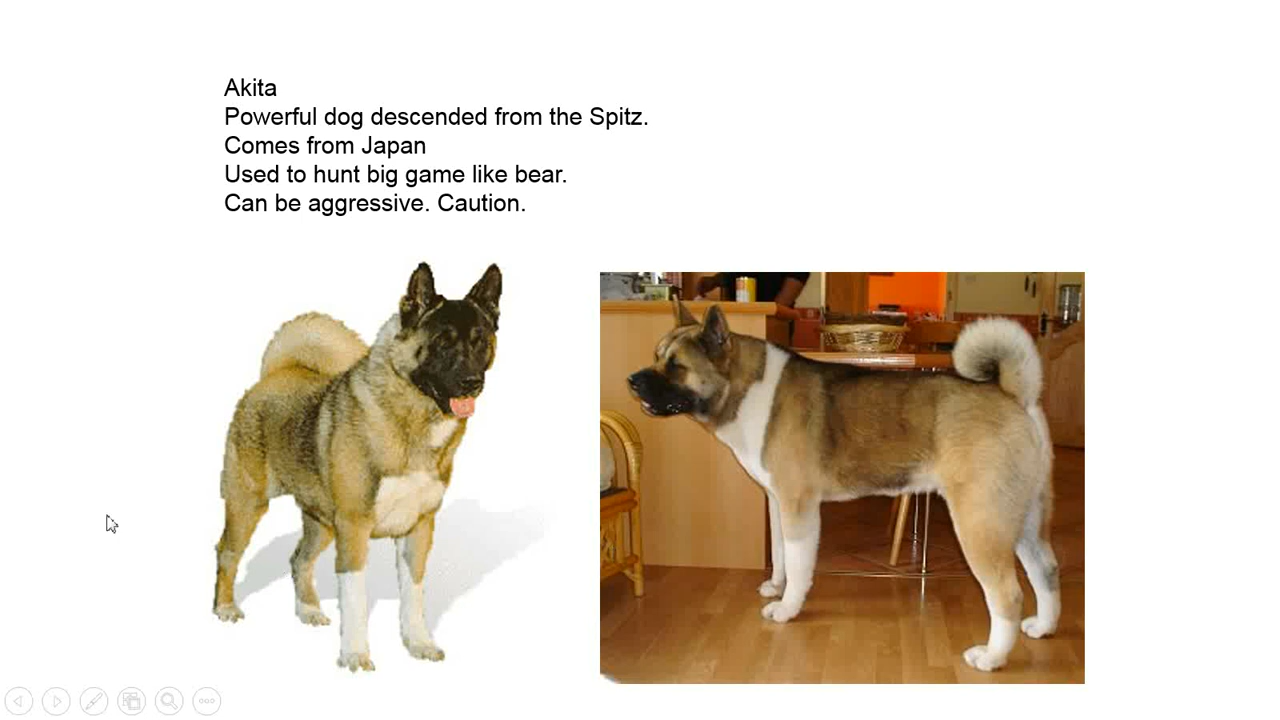 Akita
Powerful dog descended from the Spitz.
Comes from Japan
Used to hunt big game like bear.
Can be aggressive. Caution.